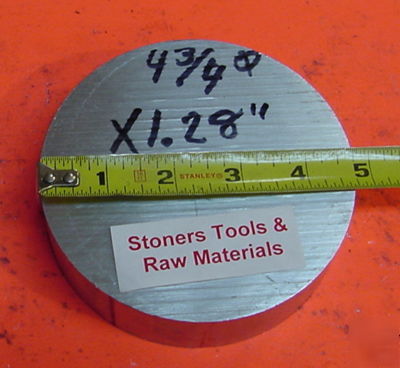 4 3/4 Φ
X1.28"
1 2 STANLEY® 3 4 5
Stoners Tools &
Raw Materials